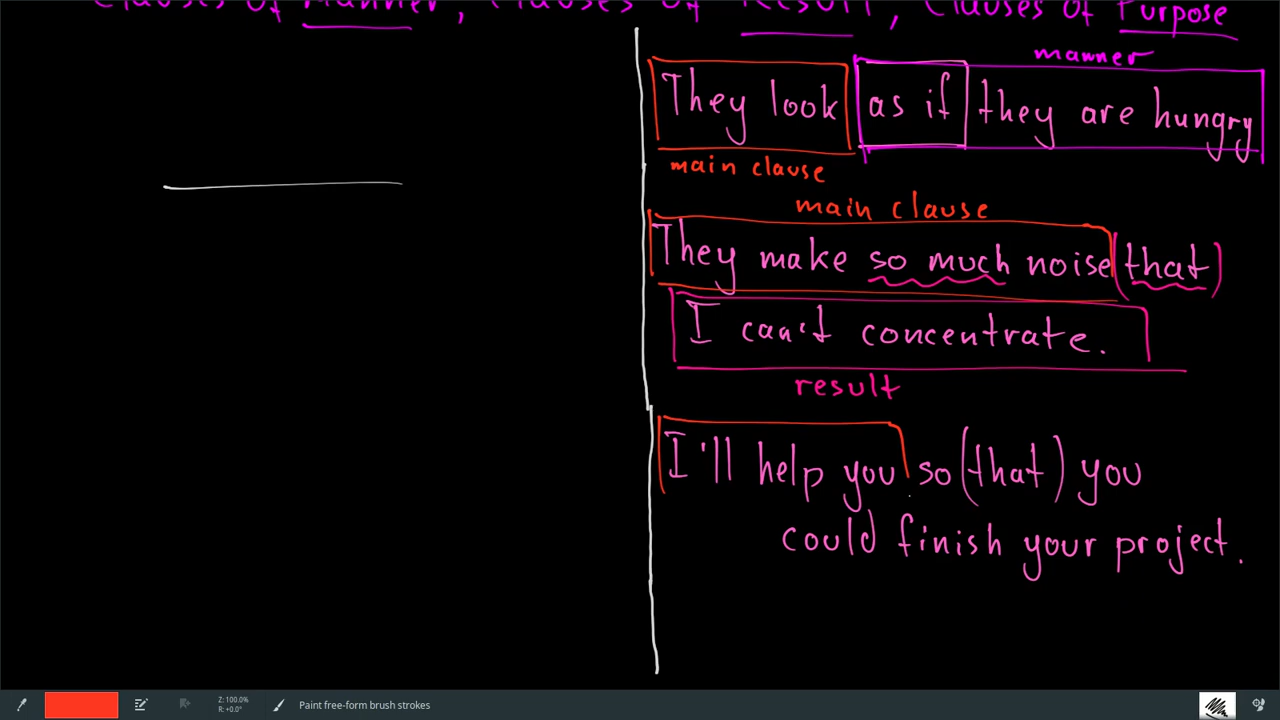 Clauses of Manner, Clauses of Result, Clauses of Purpose
manner
They look as if they are hungry
main clause
main clause
They make so much noise (that)
I can't concentrate.
result
I'll help you so (that) you
could finish your project.
Z: 100.0%
R: +0.0°
Paint free-form brush strokes